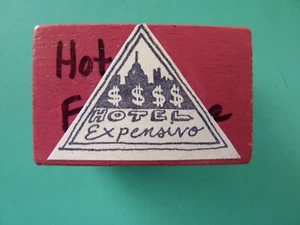 Hot
$ $ $ $
HOTEL
Expensivo